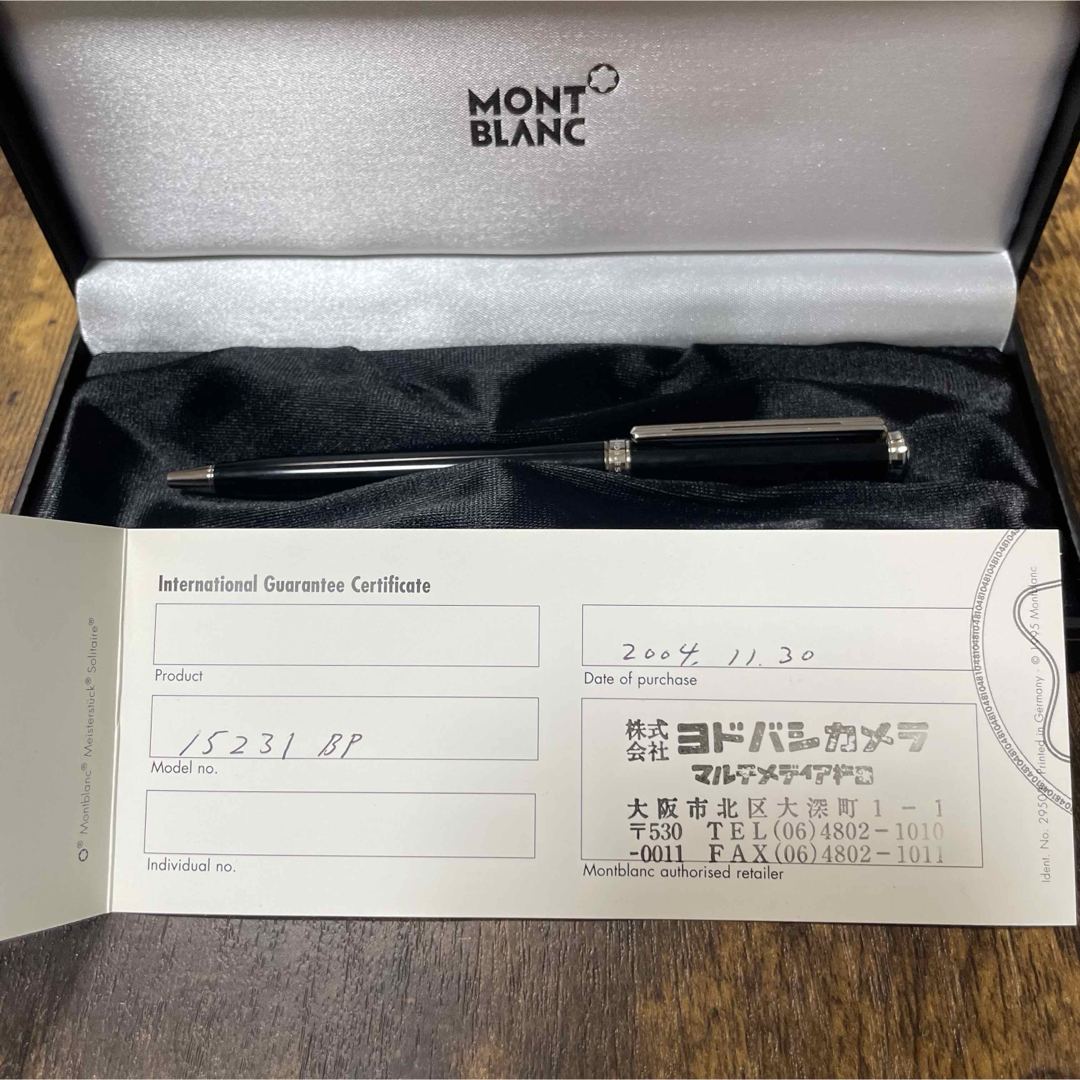 MONT
BLANC
International Guarantee Certificate
Product
2004. 11. 30
Date of purchase
15231 BP
Model no.
Individual no.
株式会社 ヨドバシカメラ
マルチメディア梅田
大阪市北区大深町1-1
〒530 TEL(06)4802-1010
-0011 FAX(06)4802-1011
Montblanc authorised retailer
® Montblanc® Meisterstück® Solitaire®
Printed in Germany · © 1995 Montblanc